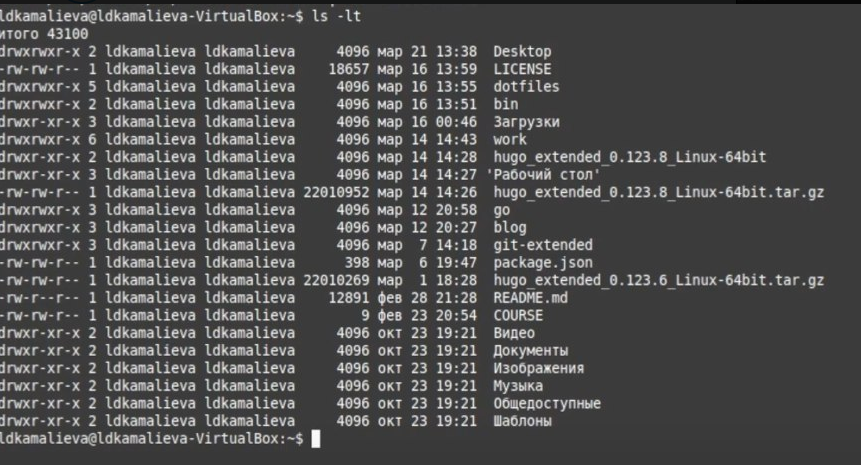 ldkamalieva@ldkamalieva-VirtualBox:~$ ls -lt
итого 43100
drwxrwxr-x 2 ldkamalieva ldkamalieva     4096 мар 21 13:38  Desktop
-rw-rw-r-- 1 ldkamalieva ldkamalieva    18657 мар 16 13:59  LICENSE
drwxrwxr-x 5 ldkamalieva ldkamalieva     4096 мар 16 13:55  dotfiles
drwxrwxr-x 2 ldkamalieva ldkamalieva     4096 мар 16 13:51  bin
drwxr-xr-x 3 ldkamalieva ldkamalieva     4096 мар 16 00:46  Загрузки
drwxrwxr-x 6 ldkamalieva ldkamalieva     4096 мар 14 14:43  work
drwxr-xr-x 2 ldkamalieva ldkamalieva     4096 мар 14 14:28  hugo_extended_0.123.8_Linux-64bit
drwxr-xr-x 3 ldkamalieva ldkamalieva     4096 мар 14 14:27 'Рабочий стол'
-rw-rw-r-- 1 ldkamalieva ldkamalieva 22010952 мар 14 14:26  hugo_extended_0.123.8_Linux-64bit.tar.gz
drwxrwxr-x 3 ldkamalieva ldkamalieva     4096 мар 12 20:58  go
drwxrwxr-x 3 ldkamalieva ldkamalieva     4096 мар 12 20:27  blog
drwxrwxr-x 3 ldkamalieva ldkamalieva     4096 мар  7 14:18  git-extended
-rw-rw-r-- 1 ldkamalieva ldkamalieva      398 мар  6 19:47  package.json
-rw-rw-r-- 1 ldkamalieva ldkamalieva 22010269 мар  1 18:28  hugo_extended_0.123.6_Linux-64bit.tar.gz
-rw-r--r-- 1 ldkamalieva ldkamalieva    12891 фев 28 21:28  README.md
-rw-rw-r-- 1 ldkamalieva ldkamalieva        9 фев 23 20:54  COURSE
drwxr-xr-x 2 ldkamalieva ldkamalieva     4096 окт 23 19:21  Видео
drwxr-xr-x 2 ldkamalieva ldkamalieva     4096 окт 23 19:21  Документы
drwxr-xr-x 2 ldkamalieva ldkamalieva     4096 окт 23 19:21  Изображения
drwxr-xr-x 2 ldkamalieva ldkamalieva     4096 окт 23 19:21  Музыка
drwxr-xr-x 2 ldkamalieva ldkamalieva     4096 окт 23 19:21  Общедоступные
drwxr-xr-x 2 ldkamalieva ldkamalieva     4096 окт 23 19:21  Шаблоны
ldkamalieva@ldkamalieva-VirtualBox:~$